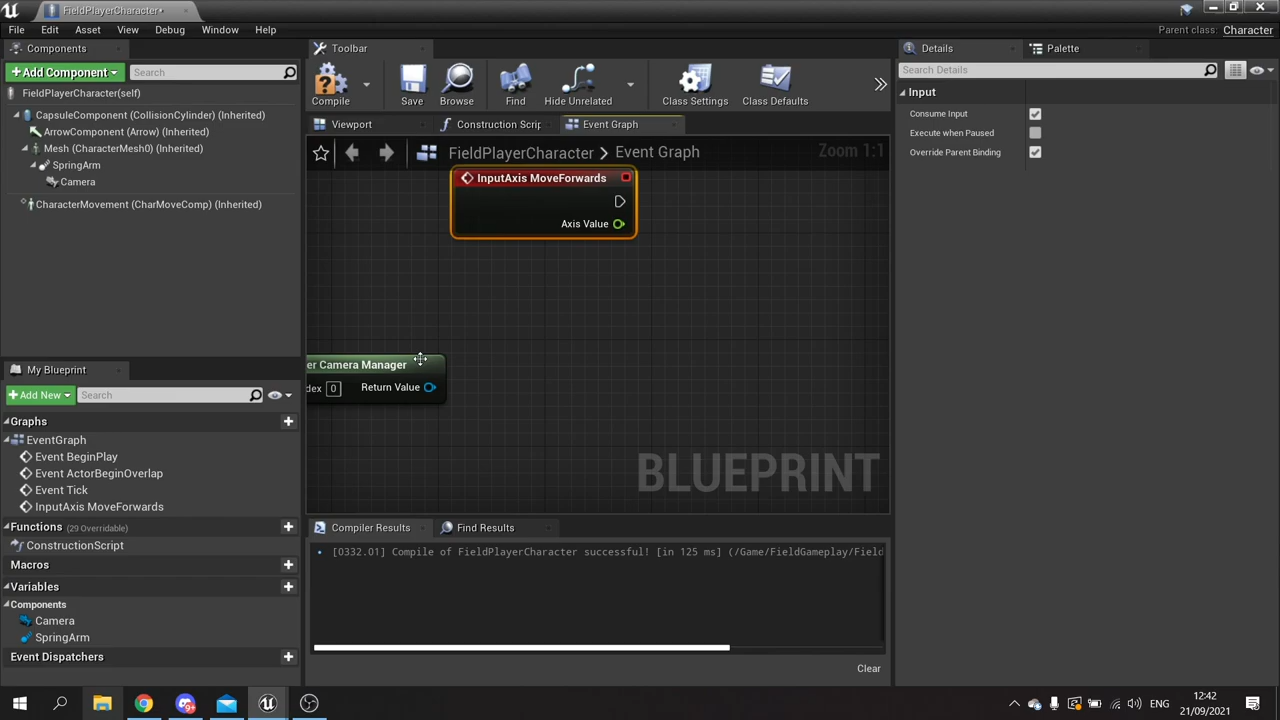 FieldPlayerCharacter*
File Edit Asset View Debug Window Help
Parent class: Character
Components
Toolbar
Details
Palette
+ Add Component
Search
Compile
Save
Browse
Find
Hide Unrelated
Class Settings
Class Defaults
Search Details
FieldPlayerCharacter(self)
Input
CapsuleComponent (CollisionCylinder) (Inherited)
Consume Input
ArrowComponent (Arrow) (Inherited)
Execute when Paused
Mesh (CharacterMesh0) (Inherited)
Override Parent Binding
SpringArm
Camera
CharacterMovement (CharMoveComp) (Inherited)
Viewport
Construction Scrip
Event Graph
FieldPlayerCharacter > Event Graph
Zoom 1:1
InputAxis MoveForwards
Axis Value
er Camera Manager
dex 0 Return Value
BLUEPRINT
My Blueprint
+ Add New
Search
Graphs
EventGraph
Event BeginPlay
Event ActorBeginOverlap
Event Tick
InputAxis MoveForwards
Functions (29 Overridable)
ConstructionScript
Macros
Variables
Components
Camera
SpringArm
Event Dispatchers
Compiler Results
Find Results
[0332.01] Compile of FieldPlayerCharacter successful! [in 125 ms] (/Game/FieldGameplay/Field
Clear
ENG
12:42
21/09/2021